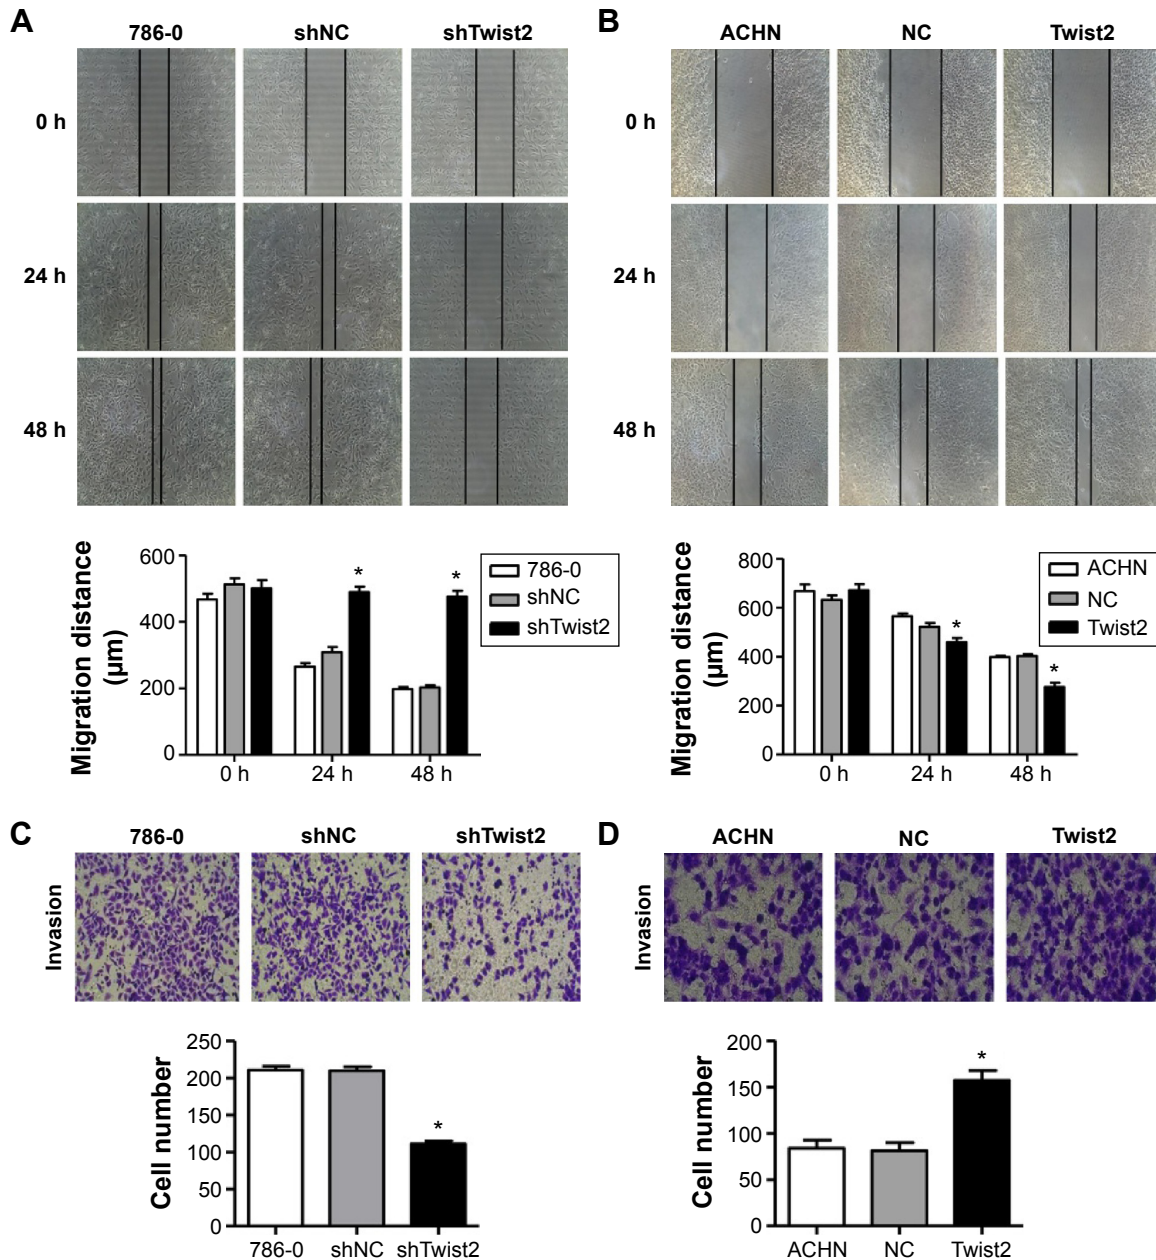 A
786-0 shNC shTwist2
0 h
24 h
48 h
Migration distance
(µm)
600
400
200
0
0 h 24 h 48 h
786-0
shNC
shTwist2
* *
B
ACHN NC Twist2
0 h
24 h
48 h
Migration distance
(µm)
800
600
400
200
0
0 h 24 h 48 h
ACHN
NC
Twist2
* *
C
786-0 shNC shTwist2
Invasion
Cell number
250
200
150
100
50
0
*
786-0 shNC shTwist2
D
ACHN NC Twist2
Invasion
Cell number
200
150
100
50
0
*
ACHN NC Twist2